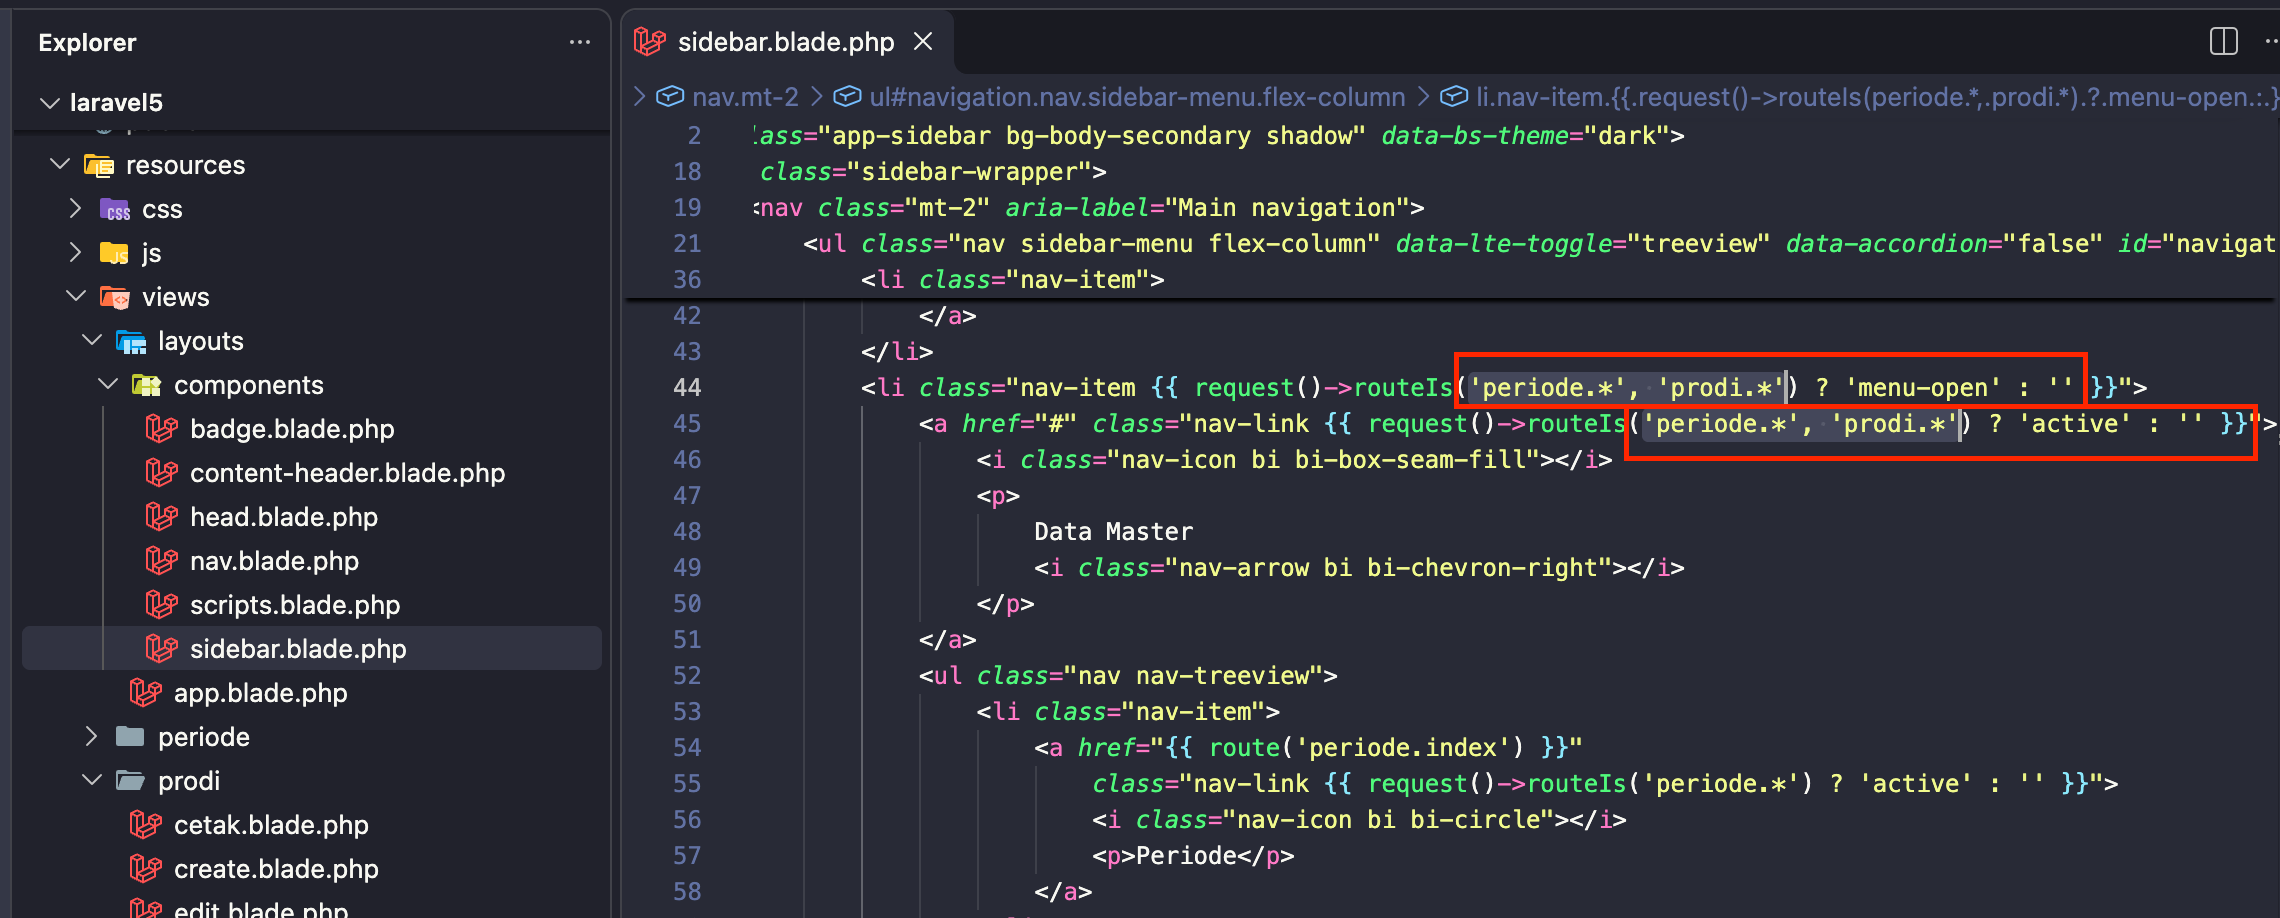 Explorer
laravel5
resources
css
js
views
layouts
components
badge.blade.php
content-header.blade.php
head.blade.php
nav.blade.php
scripts.blade.php
sidebar.blade.php
app.blade.php
periode
prodi
cetak.blade.php
create.blade.php
edit.blade.php
sidebar.blade.php
nav.mt-2 > ul#navigation.nav.sidebar-menu.flex-column > li.nav-item.{{.request()->routeIs(periode.*,.prodi.*).?.menu-open.:.}
2 lass="app-sidebar bg-body-secondary shadow" data-bs-theme="dark">
18 class="sidebar-wrapper">
19 <nav class="mt-2" aria-label="Main navigation">
21 <ul class="nav sidebar-menu flex-column" data-lte-toggle="treeview" data-accordion="false" id="navigat
36 <li class="nav-item">
42 </a>
43 </li>
44 <li class="nav-item {{ request()->routeIs('periode.*', 'prodi.*') ? 'menu-open' : '' }}">
45 <a href="#" class="nav-link {{ request()->routeIs('periode.*', 'prodi.*') ? 'active' : '' }}">
46 <i class="nav-icon bi bi-box-seam-fill"></i>
47 <p>
48 Data Master
49 <i class="nav-arrow bi bi-chevron-right"></i>
50 </p>
51 </a>
52 <ul class="nav nav-treeview">
53 <li class="nav-item">
54 <a href="{{ route('periode.index') }}"
55 class="nav-link {{ request()->routeIs('periode.*') ? 'active' : '' }}">
56 <i class="nav-icon bi bi-circle"></i>
57 <p>Periode</p>
58 </a>